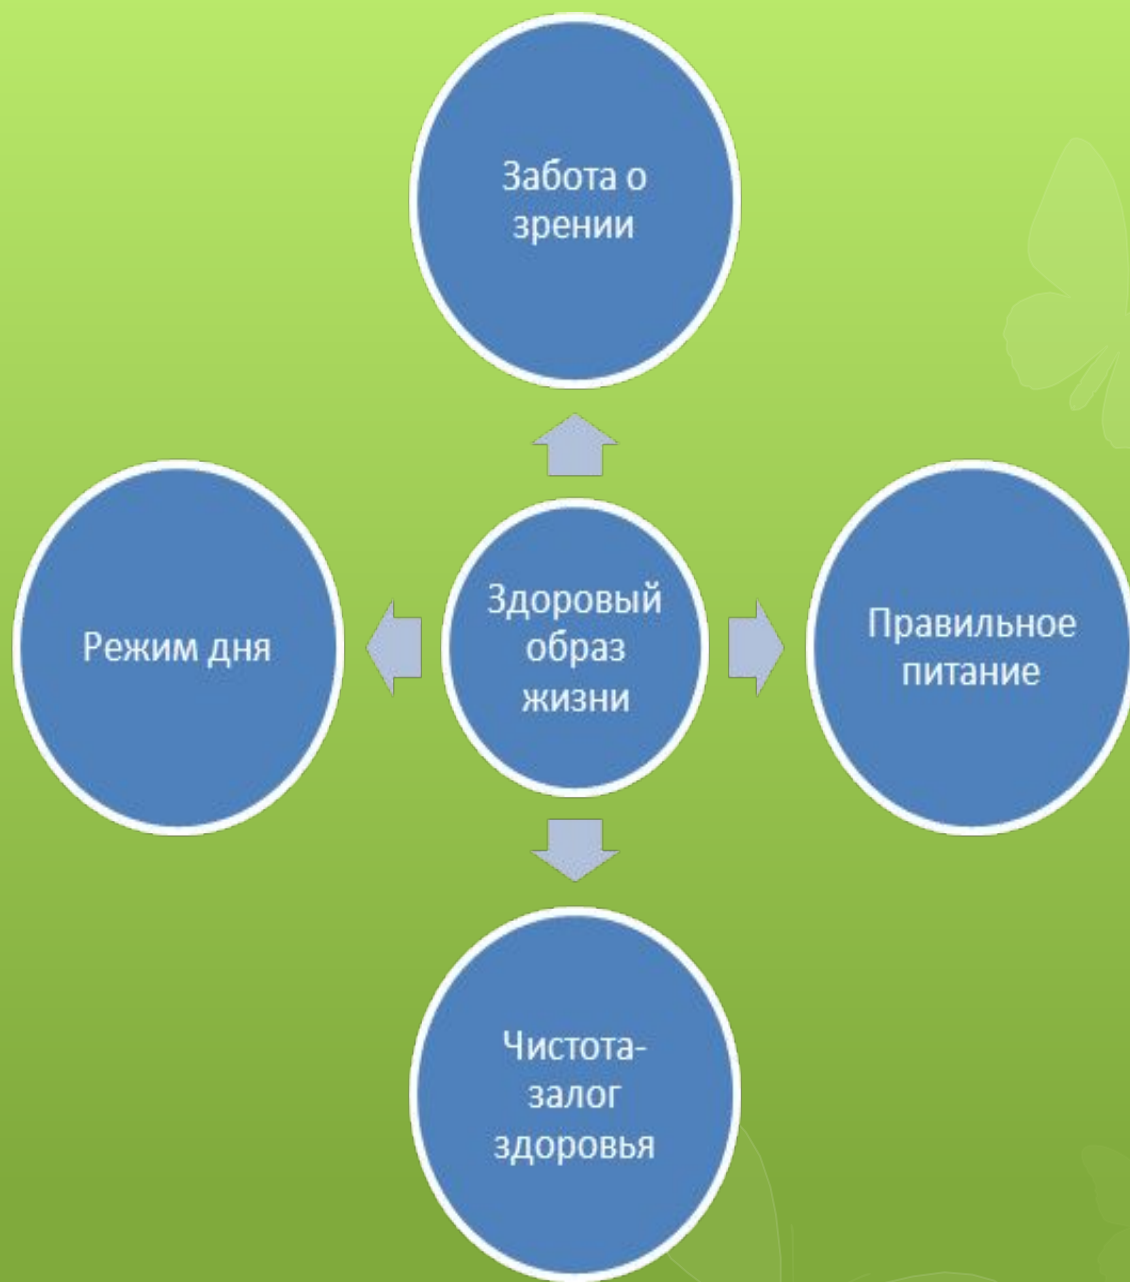 Забота о
зрении
Режим дня
Здоровый
образ
жизни
Правильное
питание
Чистота-
залог
здоровья